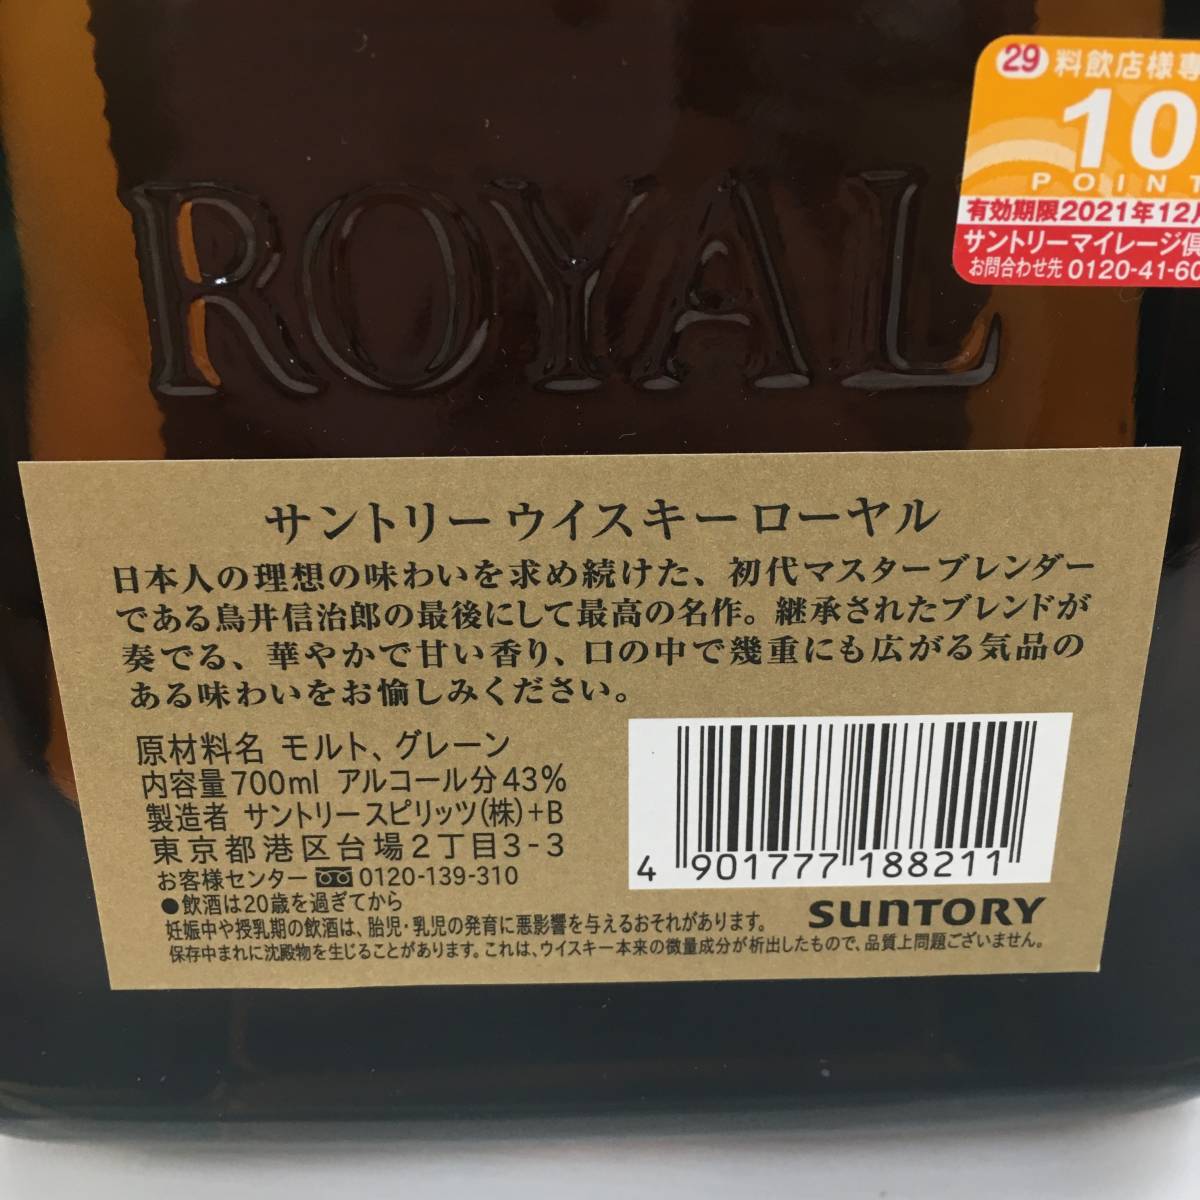 29 料飲店様専
10
POINT
有効期限2021年12月
サントリーマイレージ倶
お問合わせ先 0120-41-60
ROYAL
サントリー ウイスキー ローヤル
日本人の理想の味わいを求め続けた、初代マスターブレンダー
である鳥井信治郎の最後にして最高の名作。継承されたブレンドが
奏でる、華やかで甘い香り、口の中で幾重にも広がる気品の
ある味わいをお愉しみください。
原材料名 モルト、グレーン
内容量700ml アルコール分43%
製造者 サントリースピリッツ(株)+B
東京都港区台場2丁目3-3
お客様センター 0120-139-310
●飲酒は20歳を過ぎてから
妊娠中や授乳期の飲酒は、胎児・乳児の発育に悪影響を与えるおそれがあります。
保存中まれに沈殿物を生じることがあります。これは、ウイスキー本来の微量成分が析出したもので、品質上問題ございません。
4 901777 188211
SUNTORY